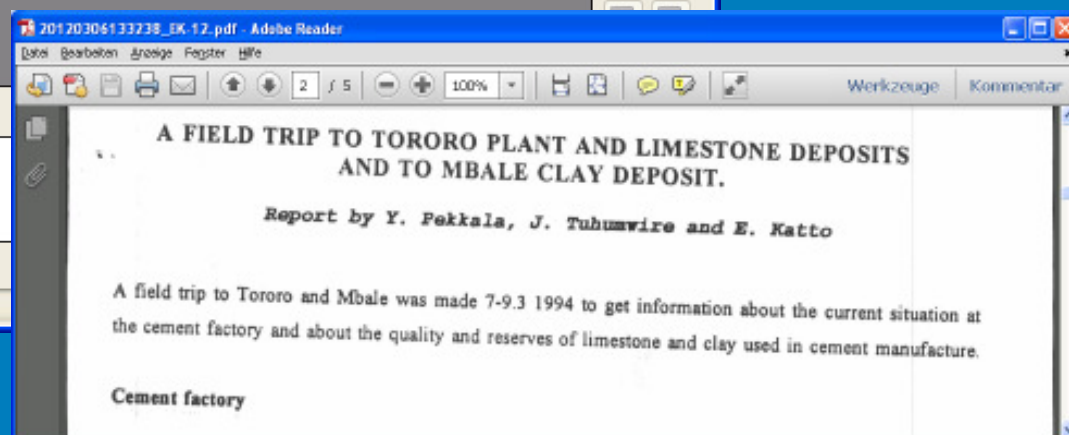 20120306133238_EK-12.pdf - Adobe Reader
Datei Bearbeiten Anzeige Fenster Hilfe
2 / 5 100% Werkzeuge Kommentar
A FIELD TRIP TO TORORO PLANT AND LIMESTONE DEPOSITS
AND TO MBALE CLAY DEPOSIT.
Report by Y. Pekkala, J. Tuhumwire and E. Katto
A field trip to Tororo and Mbale was made 7-9.3 1994 to get information about the current situation at
the cement factory and about the quality and reserves of limestone and clay used in cement manufacture.
Cement factory